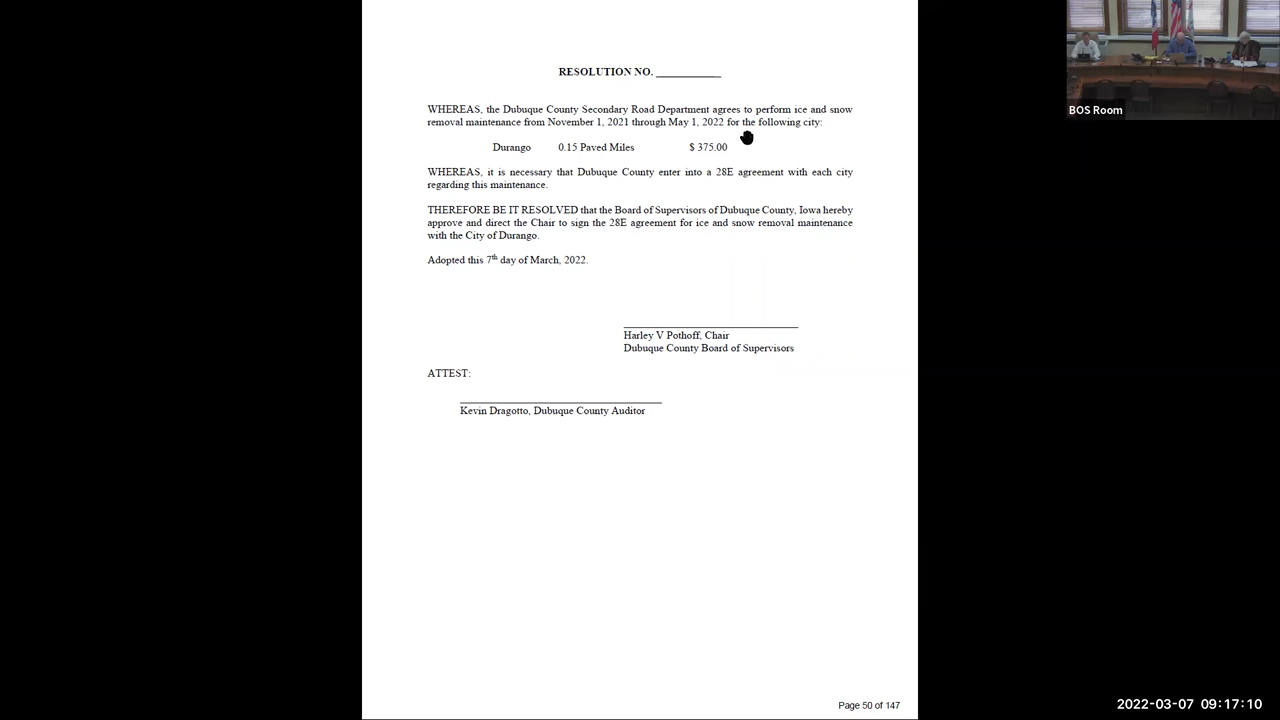 RESOLUTION NO. ____________
WHEREAS, the Dubuque County Secondary Road Department agrees to perform ice and snow
removal maintenance from November 1, 2021 through May 1, 2022 for the following city:
Durango 0.15 Paved Miles $ 375.00
WHEREAS, it is necessary that Dubuque County enter into a 28E agreement with each city
regarding this maintenance.
THEREFORE BE IT RESOLVED that the Board of Supervisors of Dubuque County, Iowa hereby
approve and direct the Chair to sign the 28E agreement for ice and snow removal maintenance
with the City of Durango.
Adopted this 7th day of March, 2022.
Harley V Pothoff, Chair
Dubuque County Board of Supervisors
ATTEST:
Kevin Dragotto, Dubuque County Auditor
Page 50 of 147
BOS Room
2022-03-07 09:17:10